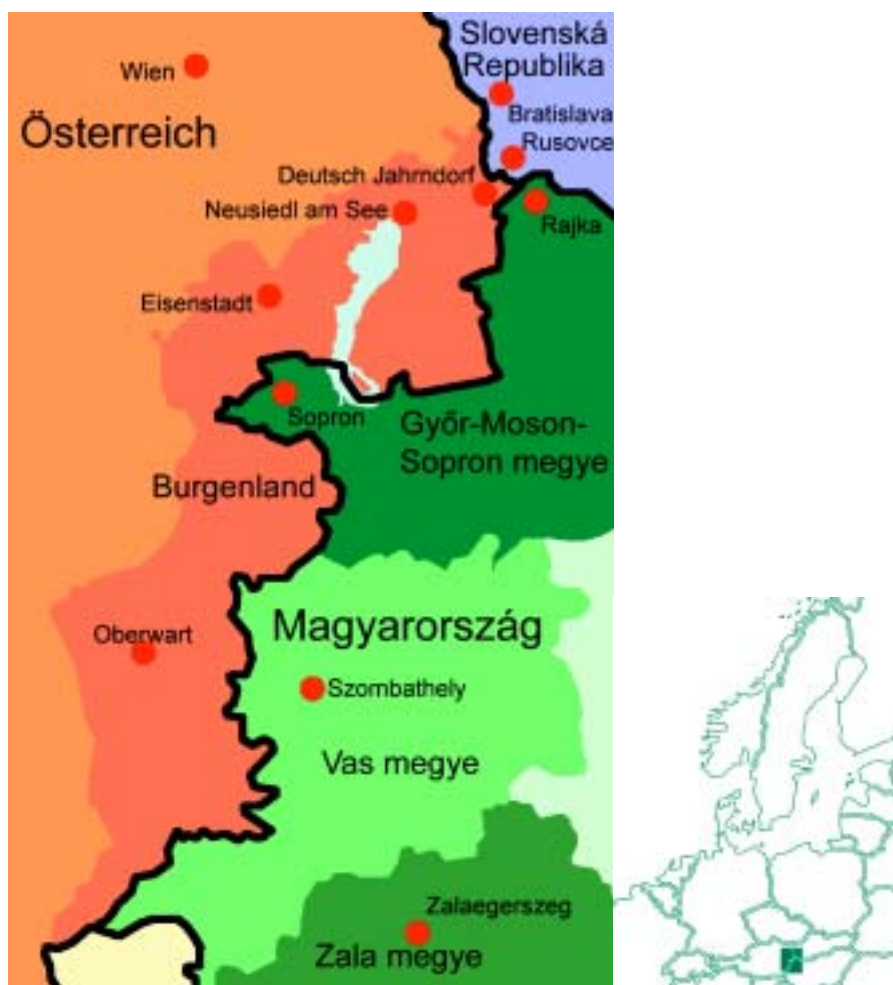 Slovenská
Republika
Wien
Bratislava
Österreich
Rusovce
Deutsch Jahrndorf
Neusiedl am See
Rajka
Eisenstadt
Sopron
Győr-Moson-
Sopron megye
Burgenland
Magyarország
Oberwart
Szombathely
Vas megye
Zalaegerszeg
Zala megye